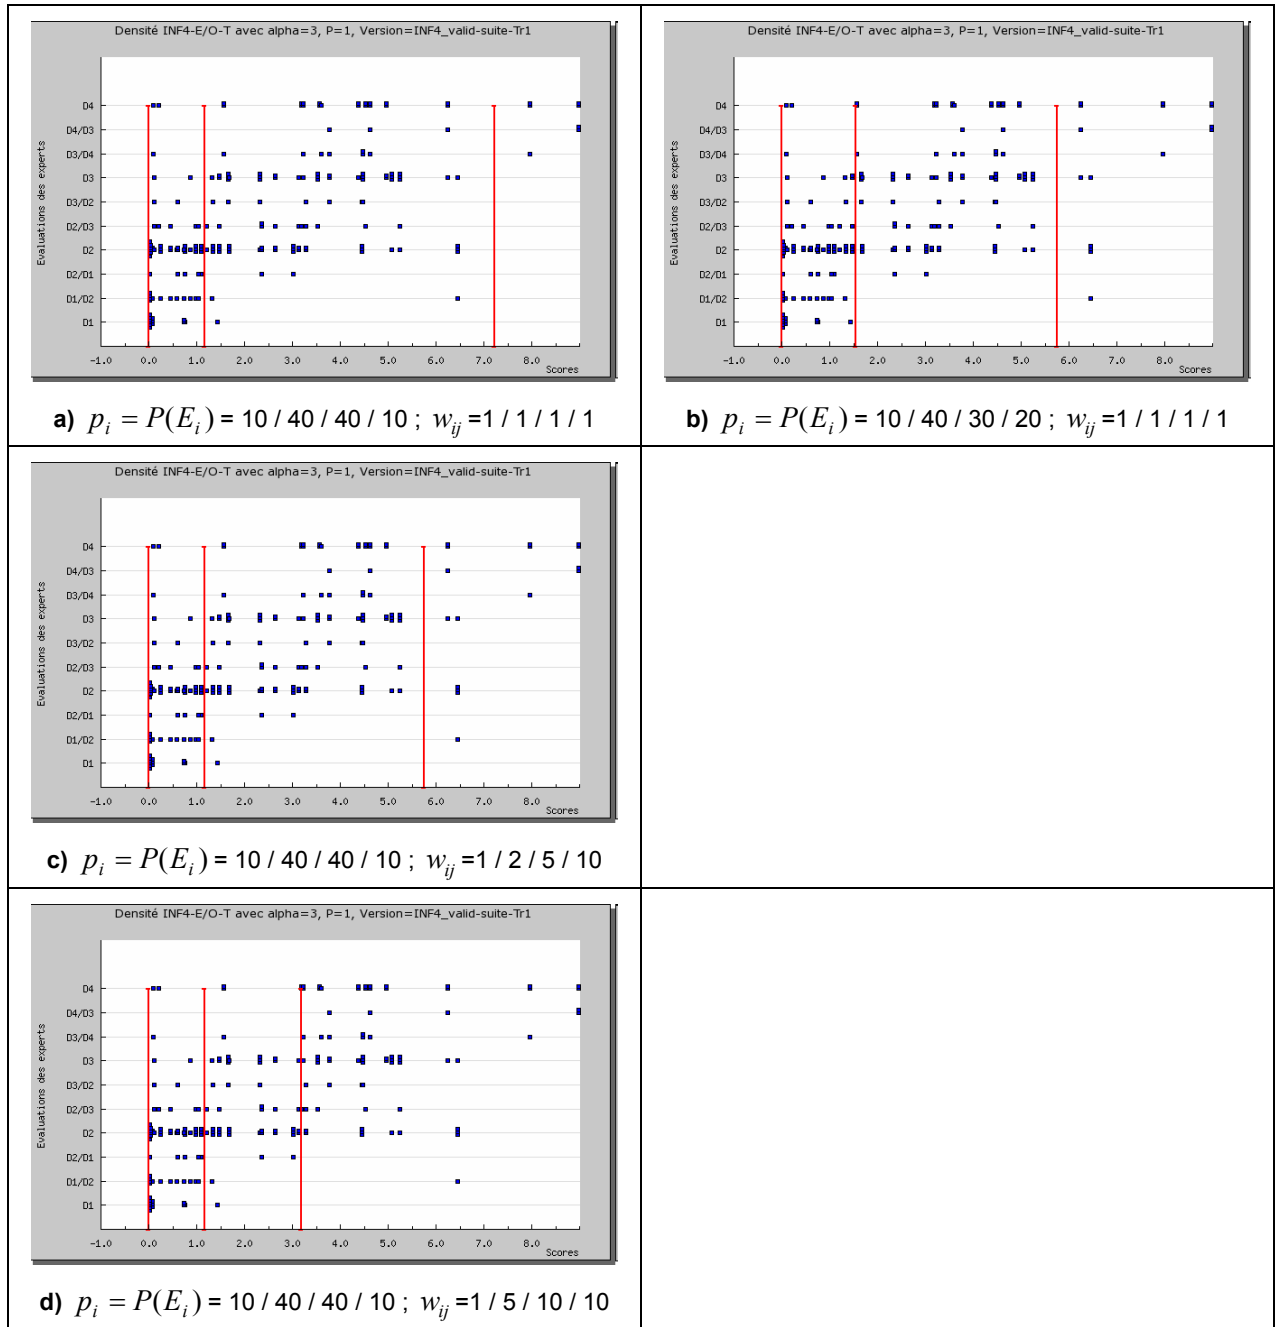 Densité INF4-E/O-T avec alpha=3, P=1, Version=INF4_valid-suite-Tr1
Evaluations des experts
D4
D4/D3
D3/D4
D3
D3/D2
D2/D3
D2
D2/D1
D1/D2
D1
-1.0 0.0 1.0 2.0 3.0 4.0 5.0 6.0 7.0 8.0
Scores
a) p_i = P(E_i) = 10 / 40 / 40 / 10 ; w_ij =1 / 1 / 1 / 1
Densité INF4-E/O-T avec alpha=3, P=1, Version=INF4_valid-suite-Tr1
Evaluations des experts
D4
D4/D3
D3/D4
D3
D3/D2
D2/D3
D2
D2/D1
D1/D2
D1
-1.0 0.0 1.0 2.0 3.0 4.0 5.0 6.0 7.0 8.0
Scores
b) p_i = P(E_i) = 10 / 40 / 30 / 20 ; w_ij =1 / 1 / 1 / 1
Densité INF4-E/O-T avec alpha=3, P=1, Version=INF4_valid-suite-Tr1
Evaluations des experts
D4
D4/D3
D3/D4
D3
D3/D2
D2/D3
D2
D2/D1
D1/D2
D1
-1.0 0.0 1.0 2.0 3.0 4.0 5.0 6.0 7.0 8.0
Scores
c) p_i = P(E_i) = 10 / 40 / 40 / 10 ; w_ij =1 / 2 / 5 / 10
Densité INF4-E/O-T avec alpha=3, P=1, Version=INF4_valid-suite-Tr1
Evaluations des experts
D4
D4/D3
D3/D4
D3
D3/D2
D2/D3
D2
D2/D1
D1/D2
D1
-1.0 0.0 1.0 2.0 3.0 4.0 5.0 6.0 7.0 8.0
Scores
d) p_i = P(E_i) = 10 / 40 / 40 / 10 ; w_ij =1 / 5 / 10 / 10